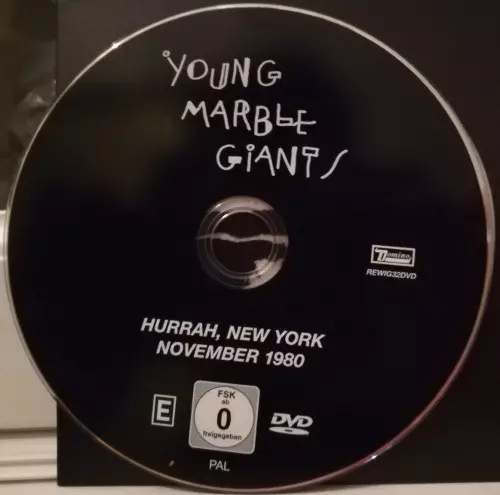 YOUNG
MARBLE
GIANTS
Domino
REWIG32DVD
HURRAH, NEW YORK
NOVEMBER 1980
E
FSK
ab
0
freigegeben
DVD
PAL